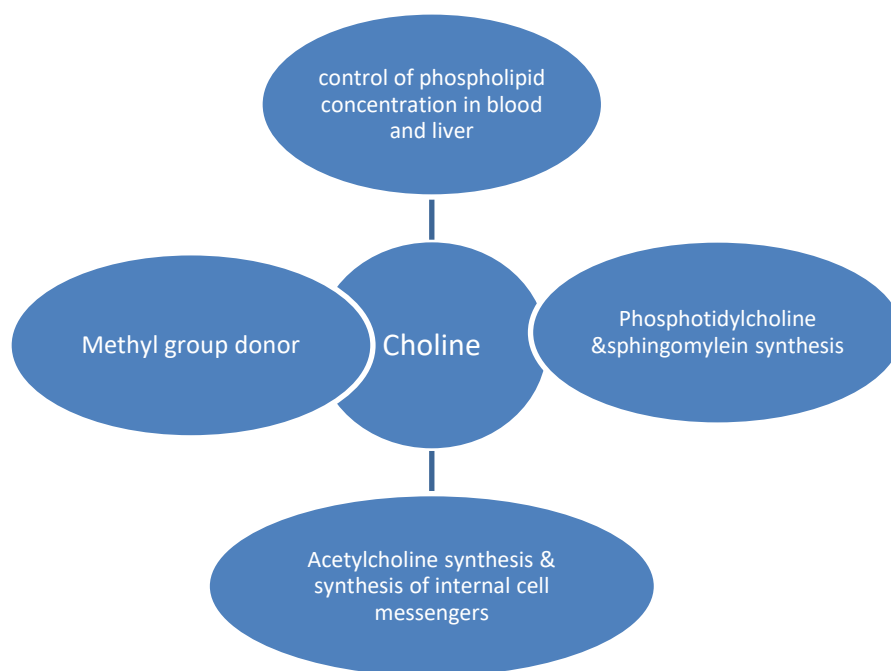 control of phospholipid
concentration in blood
and liver
Methyl group donor
Choline
Phosphotidylcholine
&sphingomylein synthesis
Acetylcholine synthesis &
synthesis of internal cell
messengers